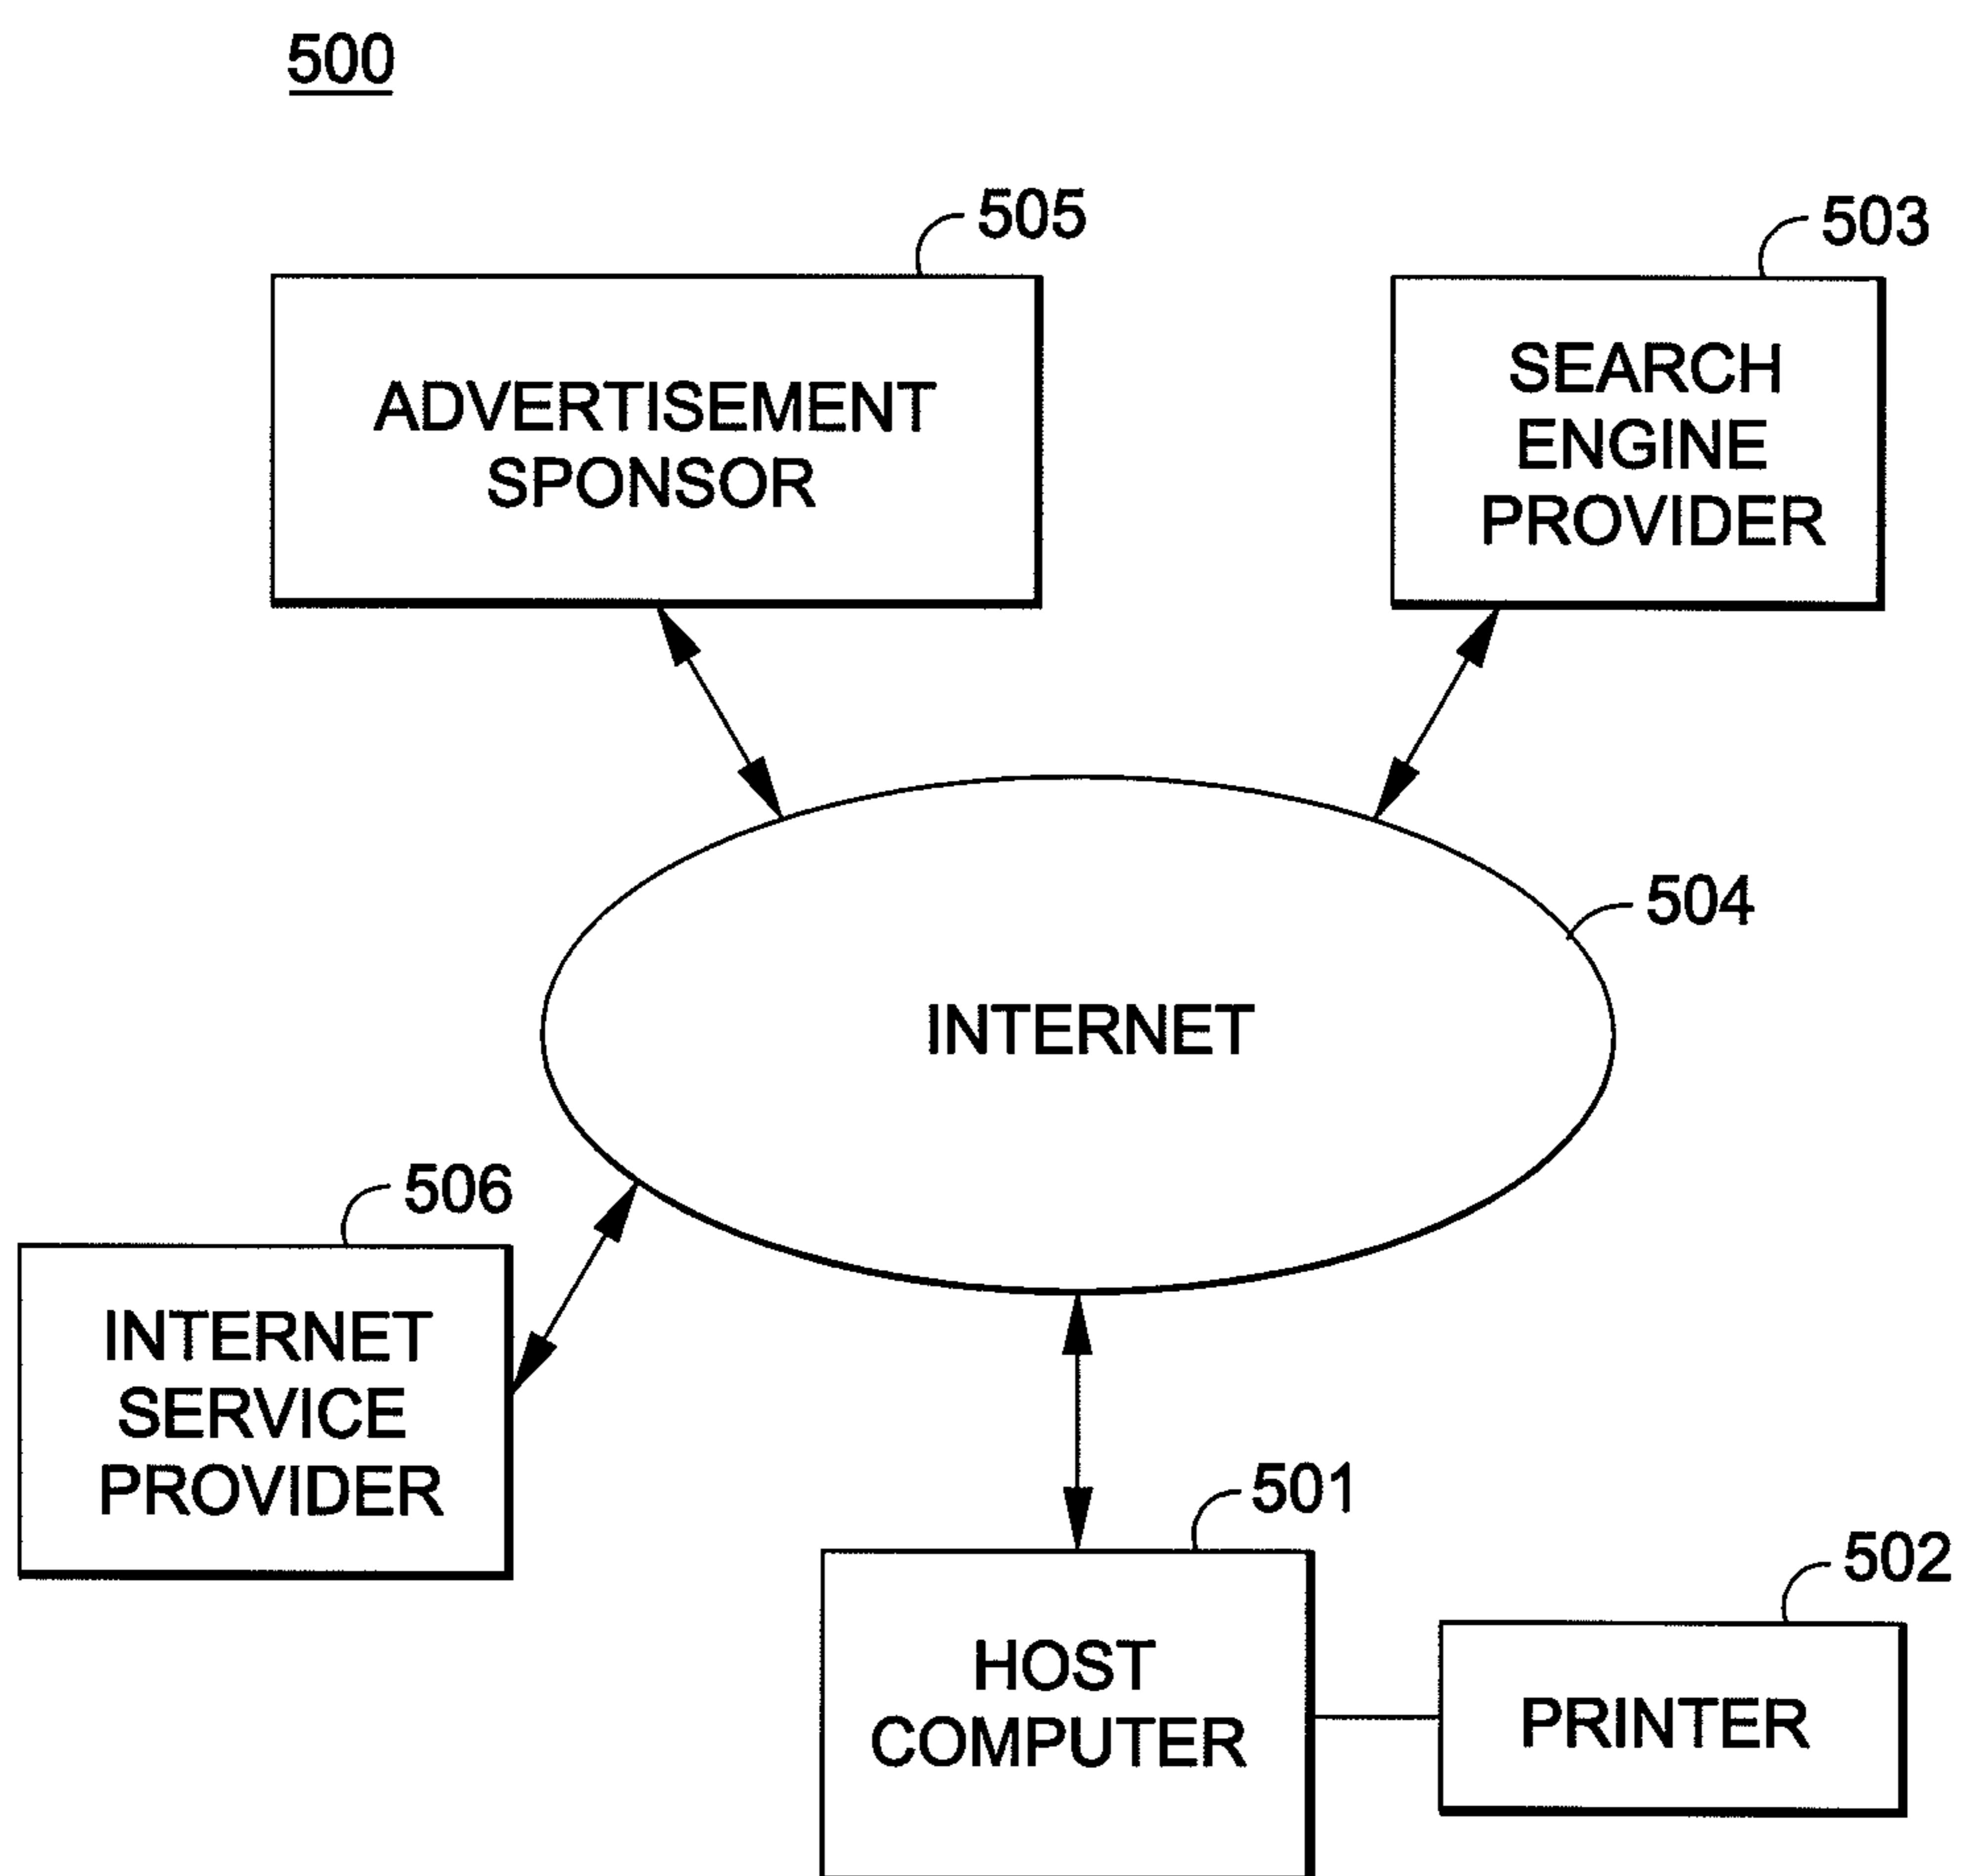 500
505
503
ADVERTISEMENT
SPONSOR
SEARCH
ENGINE
PROVIDER
504
INTERNET
506
INTERNET
SERVICE
PROVIDER
501
502
HOST
COMPUTER
PRINTER